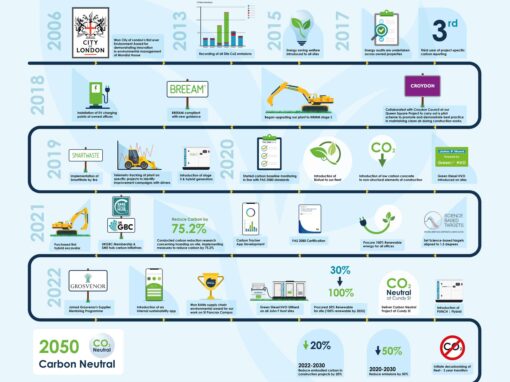 2006
2013
2015
2017
THE
CITY
OF
LONDON
3rd
Won City of London's first ever
Environment Award for
demonstrating innovation
in environmental management
at Mondial House
Recording of All Site Co2 emissions
Energy saving welfare
introduced to all sites
Energy audits are undertaken
across owned properties
Third year of project specific
carbon reporting
2018
BREEAM
CROYDON
Installation of EV charging
points at owned offices
BREEAM compliant
with new guidance
Began upgrading our plant to NRMM stage 5
Collaborated with Croydon Council at our
Queen Square Project to carry out a pilot
scheme to promote and demonstrate best practice
in maintaining clean air during construction works.
2019
SMARTWASTE
2020
CO2
Implementation of
SmartWaste by Bre
Telematic-tracking of plant on
specific projects to identify
improvement campaigns with drivers
Introduction of stage
5 & hybrid generators
Started carbon baseline monitoring
in line with PAS 2080 standards
Introduction of
biofuel to our fleet
Introduction of low carbon concrete
to non-structural elements of construction
Green Diesel HVO
introduced on sites
2021
GBC
Reduce Carbon by
75.2%
SCIENCE
BASED
TARGETS
Purchased first
hybrid excavator
UKGBC Membership &
GBE hub carbon initiatives
Conducted carbon reduction research
concerning boarding on site, implementing
measures to reduce carbon by 75.2%
Carbon Tracker
App Development
PAS 2080 Certification
Procure 100% Renewable
energy for all offices
Set Science-based targets
aligned to 1.5 degrees
2022
GROSVENOR
30%
100%
CO2
Neutral
at Cundy St
Joined Grosvenor's Supplier
Mentoring Programme
Introduction of an
internal sustainability app
Won Noble supply chain
environmental award for our
work on St Pancras Campus
Green Diesel HVO Utilised
on all John F Hunt sites
Procured 30% Renewable
for site (100% renewable by 2030)
Deliver Carbon Neutral
Project at Cundy St
2050
Carbon Neutral
CO2
Neutral
20%
2022-2030
Reduce embodied carbon in
construction projects by 20%
50%
2020-2030
Reduce emissions by 50%
CO2
Initiate decarbonising of
fleet - 5 year transition